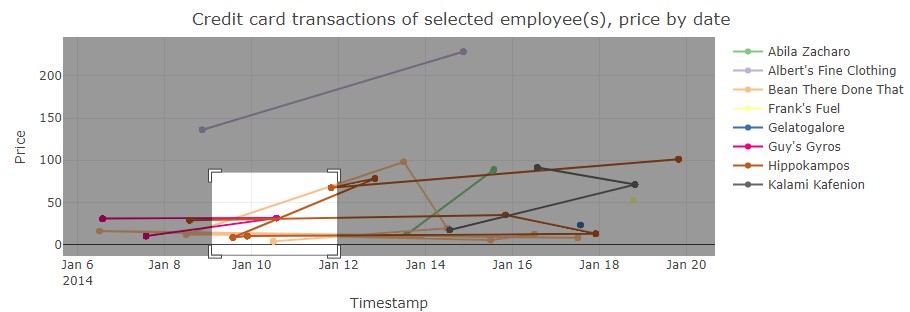 Credit card transactions of selected employee(s), price by date
Abila Zacharo
Albert's Fine Clothing
Bean There Done That
Frank's Fuel
Gelatogalore
Guy's Gyros
Hippokampos
Kalami Kafenion
Price
200
150
100
50
0
Jan 6 Jan 8 Jan 10 Jan 12 Jan 14 Jan 16 Jan 18 Jan 20
2014
Timestamp